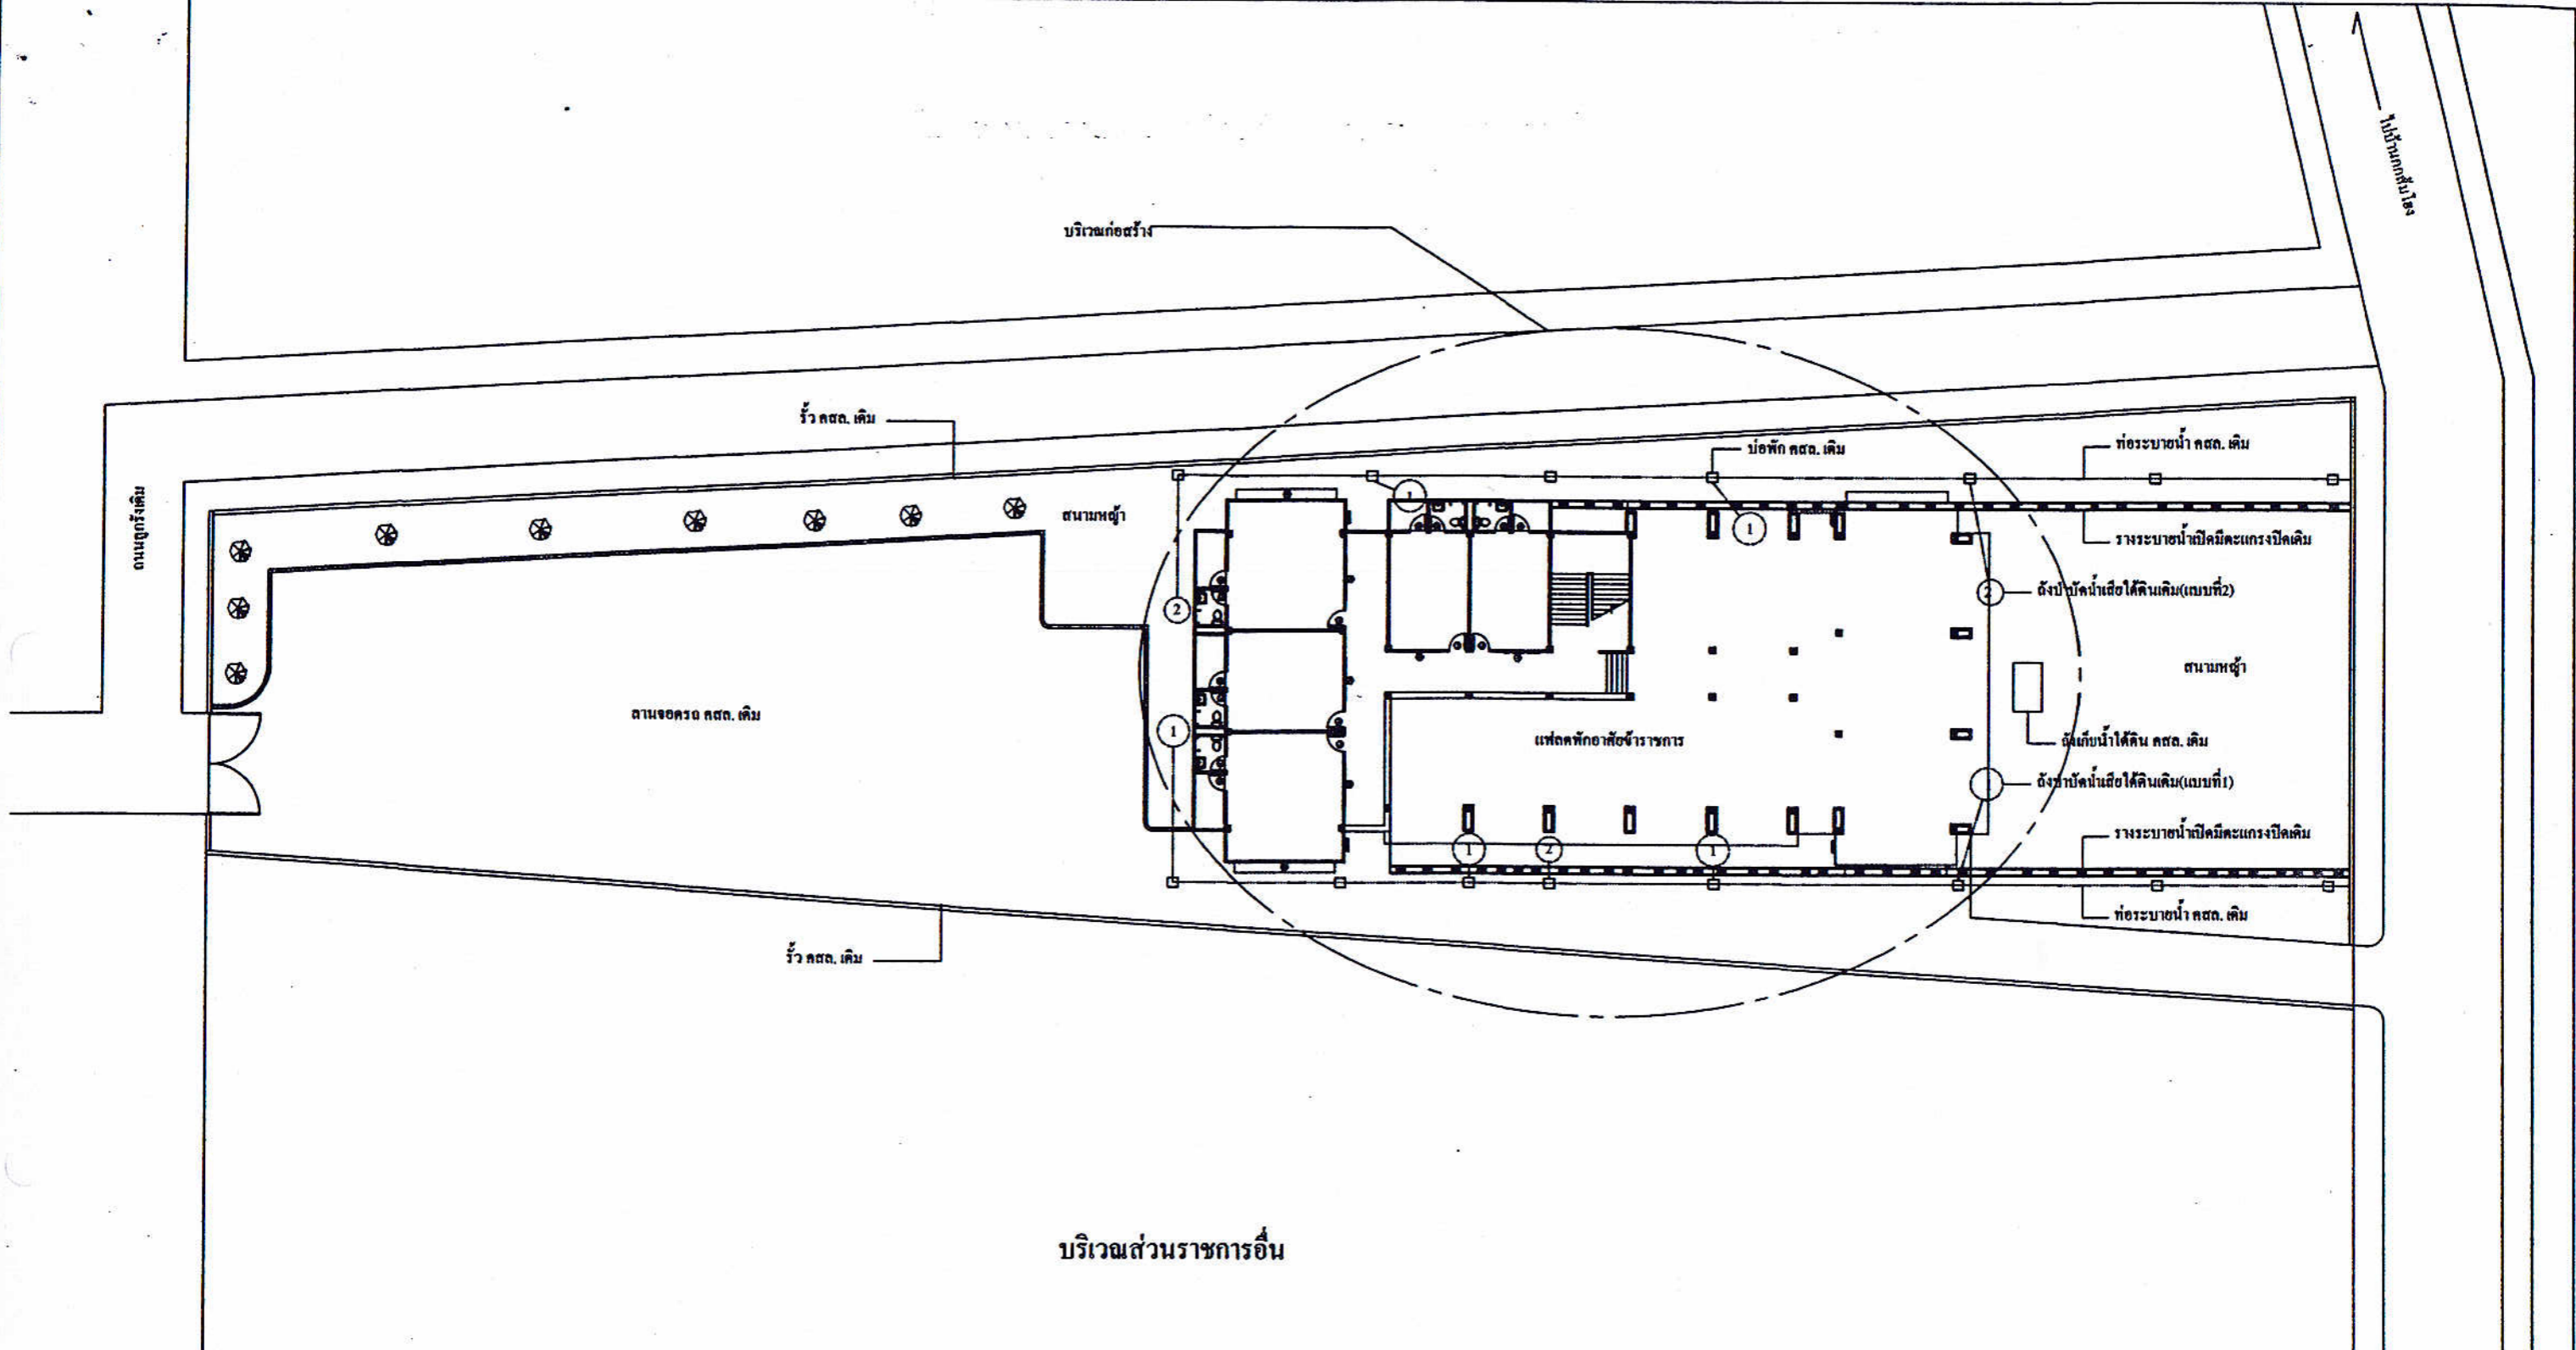 ไปบ้านกกส้มโฮง
บริเวณก่อสร้าง
รั้ว คสล. เดิม
บ่อพัก คสล. เดิม
ท่อระบายน้ำ คสล. เดิม
ถนนลูกรังเดิม
สนามหญ้า
1
1
รางระบายน้ำเปิดมีตะแกรงปิดเดิม
2
2
ถังบำบัดน้ำเสียใต้ดินเดิม(แบบที่2)
สนามหญ้า
ลานจอดรถ คสล. เดิม
1
แฟลตพักอาศัยข้าราชการ
ถังเก็บน้ำใต้ดิน คสล. เดิม
1
ถังบำบัดน้ำเสียใต้ดินเดิม(แบบที่1)
รางระบายน้ำเปิดมีตะแกรงปิดเดิม
1
2
1
ท่อระบายน้ำ คสล. เดิม
รั้ว คสล. เดิม
บริเวณส่วนราชการอื่น